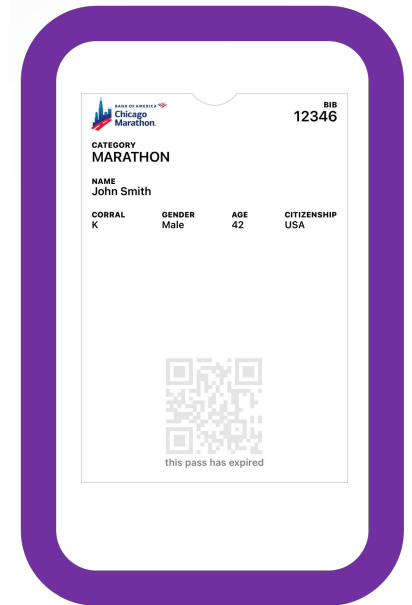 BANK OF AMERICA
Chicago
Marathon.
BIB
12346
CATEGORY
MARATHON
NAME
John Smith
CORRAL GENDER AGE CITIZENSHIP
K Male 42 USA
this pass has expired